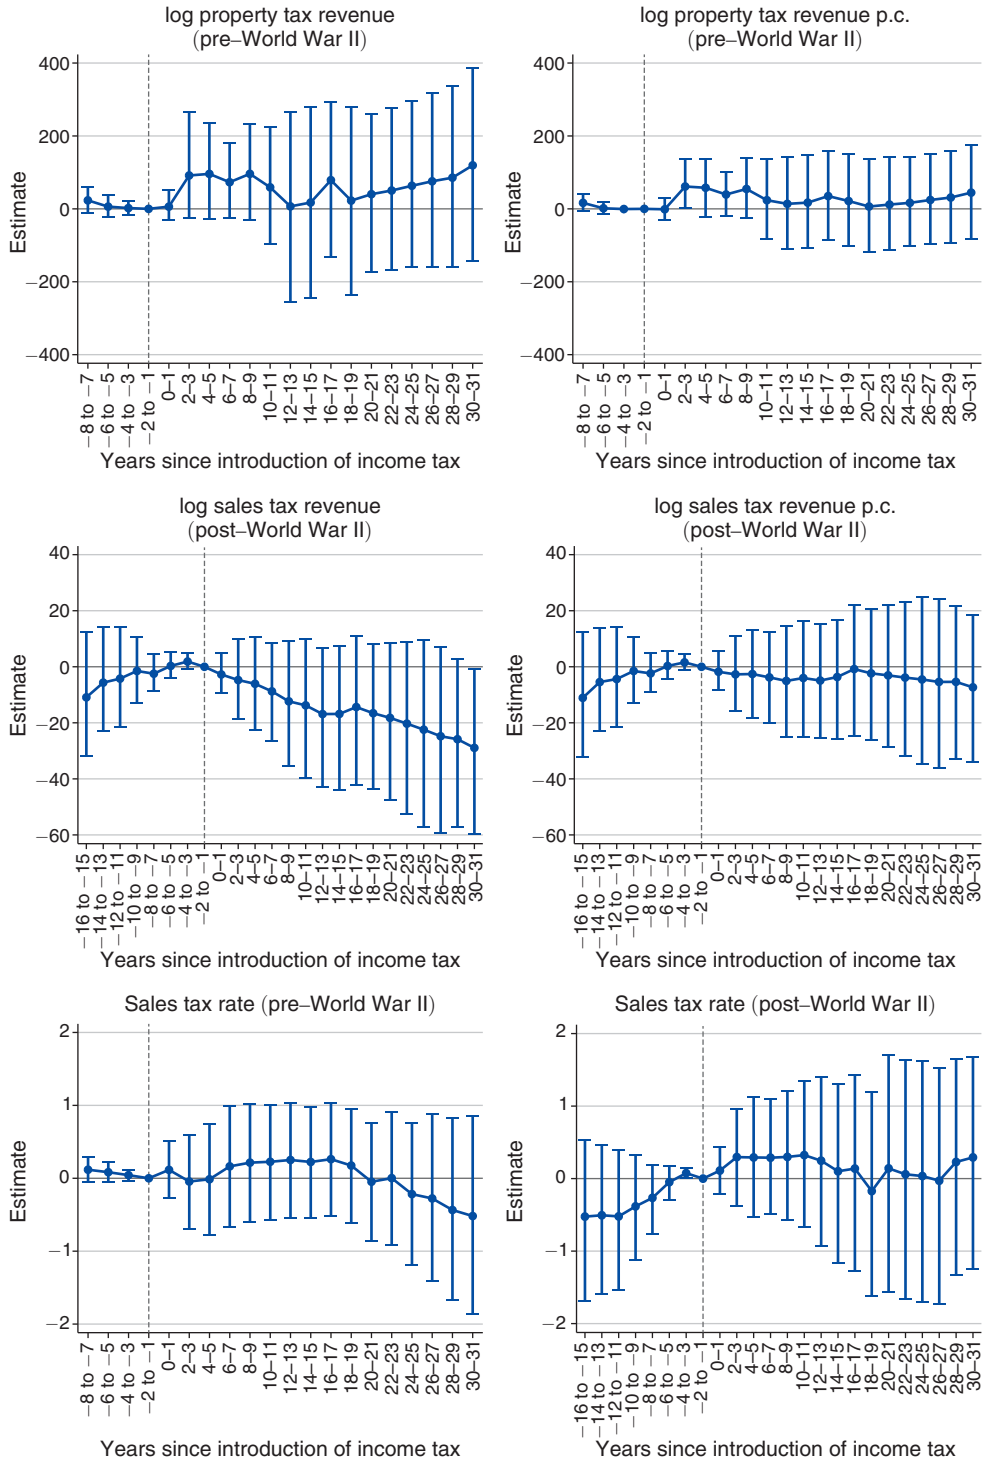 log property tax revenue
(pre–World War II)
400
200
0
−200
−400
Estimate
−8 to −7
−6 to −5
−4 to −3
−2 to −1
0–1
2–3
4–5
6–7
8–9
10–11
12–13
14–15
16–17
18–19
20–21
22–23
24–25
26–27
28–29
30–31
Years since introduction of income tax
log property tax revenue p.c.
(pre–World War II)
400
200
0
−200
−400
Estimate
−8 to −7
−6 to −5
−4 to −3
−2 to −1
0–1
2–3
4–5
6–7
8–9
10–11
12–13
14–15
16–17
18–19
20–21
22–23
24–25
26–27
28–29
30–31
Years since introduction of income tax
log sales tax revenue
(post–World War II)
40
20
0
−20
−40
−60
Estimate
−16 to −15
−14 to −13
−12 to −11
−10 to −9
−8 to −7
−6 to −5
−4 to −3
−2 to −1
0–1
2–3
4–5
6–7
8–9
10–11
12–13
14–15
16–17
18–19
20–21
22–23
24–25
26–27
28–29
30–31
Years since introduction of income tax
log sales tax revenue p.c.
(post–World War II)
40
20
0
−20
−40
−60
Estimate
−16 to −15
−14 to −13
−12 to −11
−10 to −9
−8 to −7
−6 to −5
−4 to −3
−2 to −1
0–1
2–3
4–5
6–7
8–9
10–11
12–13
14–15
16–17
18–19
20–21
22–23
24–25
26–27
28–29
30–31
Years since introduction of income tax
Sales tax rate (pre–World War II)
2
1
0
−1
−2
Estimate
−8 to −7
−6 to −5
−4 to −3
−2 to −1
0–1
2–3
4–5
6–7
8–9
10–11
12–13
14–15
16–17
18–19
20–21
22–23
24–25
26–27
28–29
30–31
Years since introduction of income tax
Sales tax rate (post–World War II)
2
1
0
−1
−2
Estimate
−16 to −15
−14 to −13
−12 to −11
−10 to −9
−8 to −7
−6 to −5
−4 to −3
−2 to −1
0–1
2–3
4–5
6–7
8–9
10–11
12–13
14–15
16–17
18–19
20–21
22–23
24–25
26–27
28–29
30–31
Years since introduction of income tax